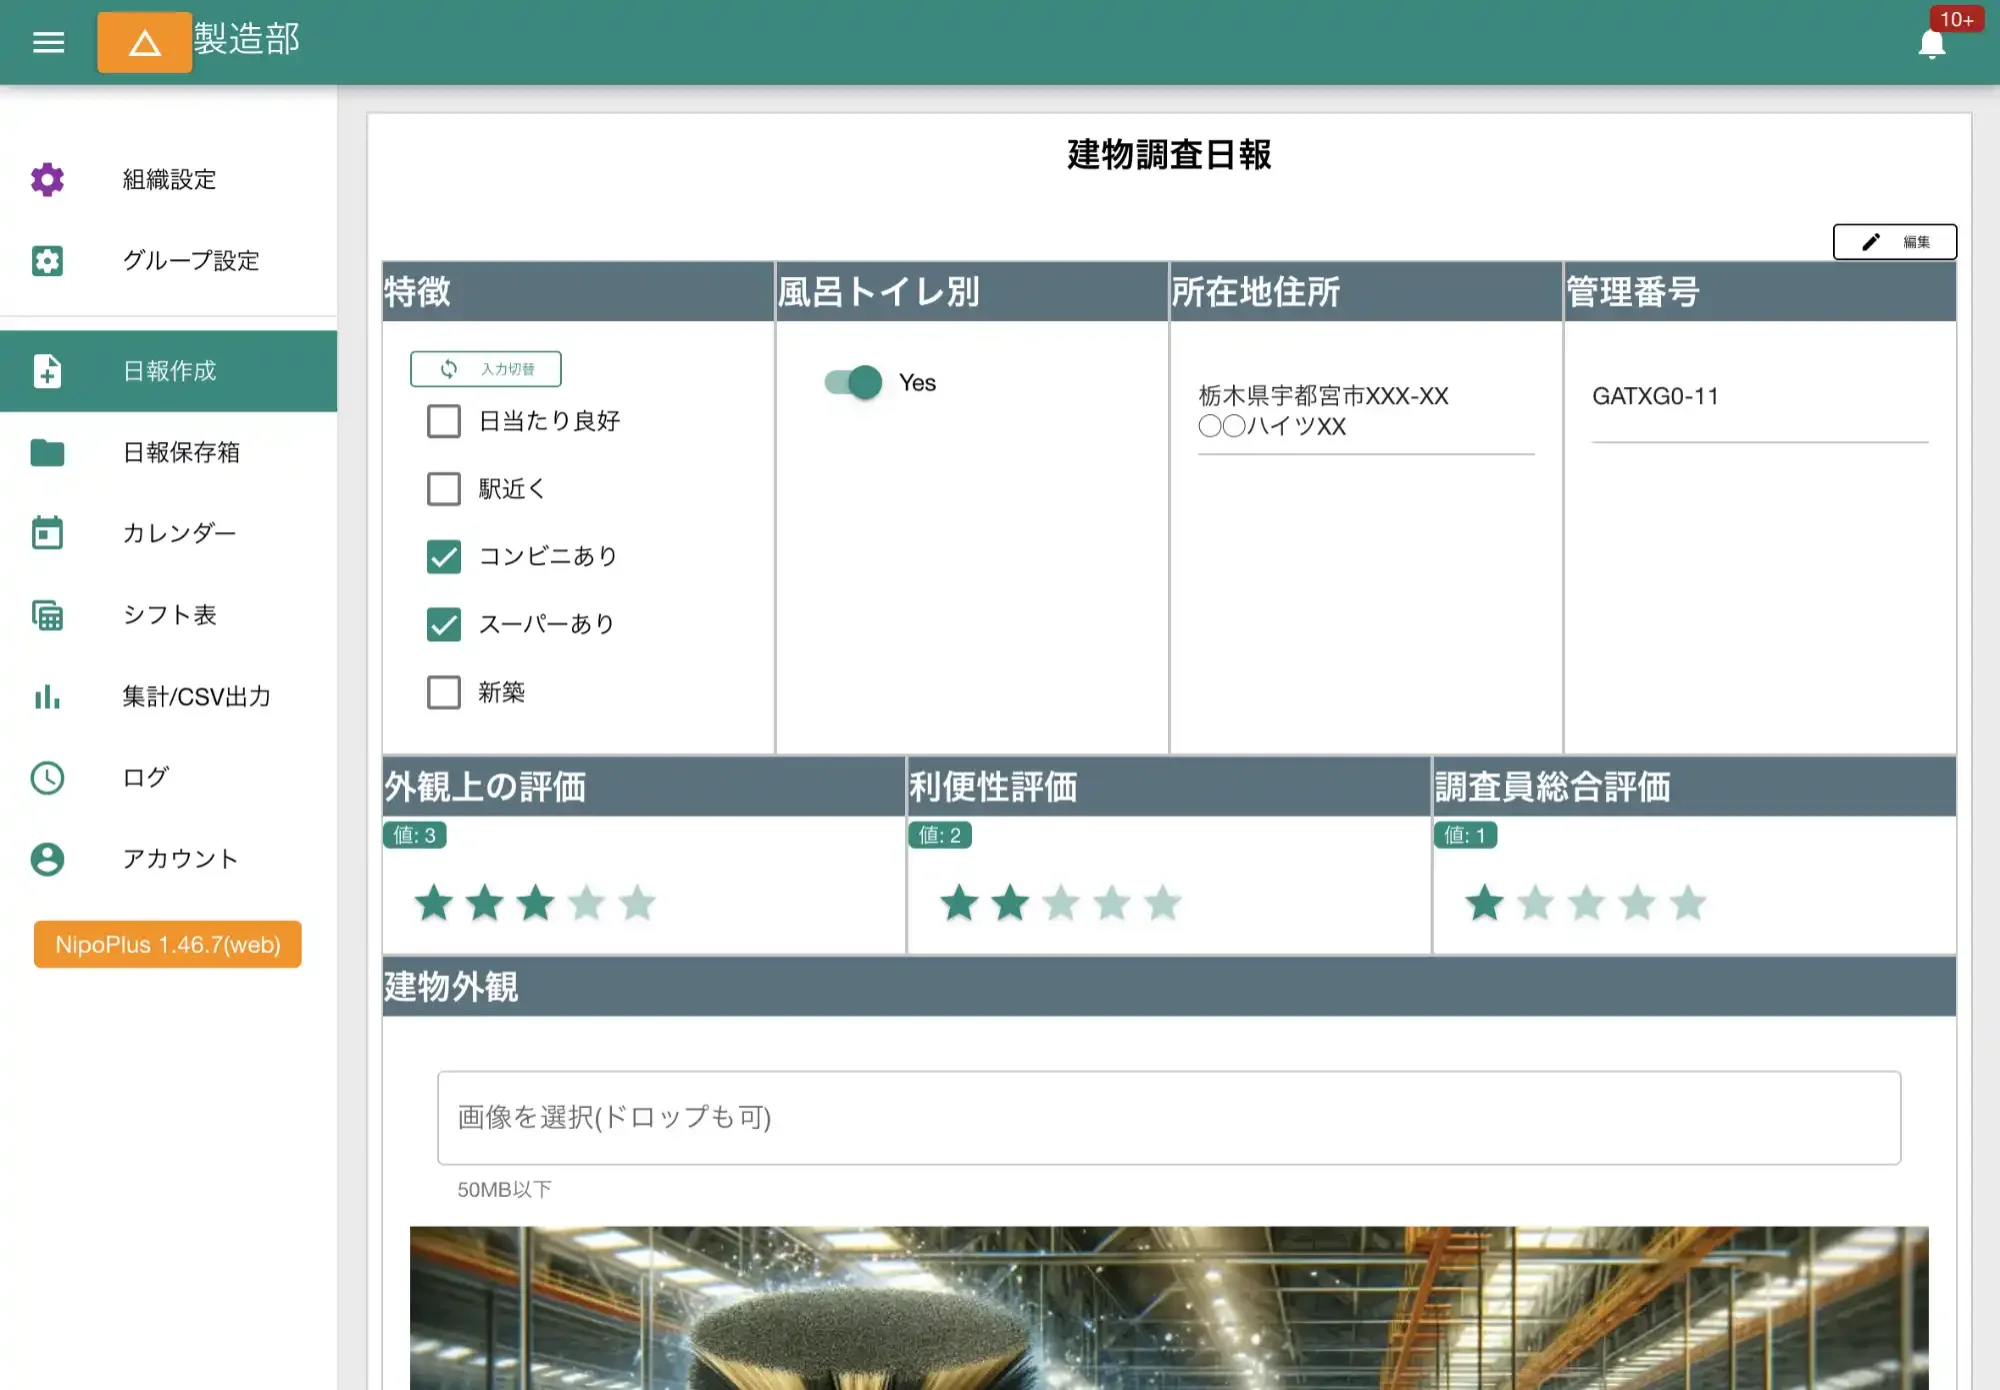 製造部
10+
組織設定
グループ設定
日報作成
日報保存箱
カレンダー
シフト表
集計/CSV出力
ログ
アカウント
NipoPlus 1.46.7(web)
建物調査日報
編集
特徴
風呂トイレ別
所在地住所
管理番号
入力切替
日当たり良好
駅近く
コンビニあり
スーパーあり
新築
Yes
栃木県宇都宮市XXX-XX
〇〇ハイツXX
GATXG0-11
外観上の評価
利便性評価
調査員総合評価
値: 3
値: 2
値: 1
建物外観
画像を選択(ドロップも可)
50MB以下